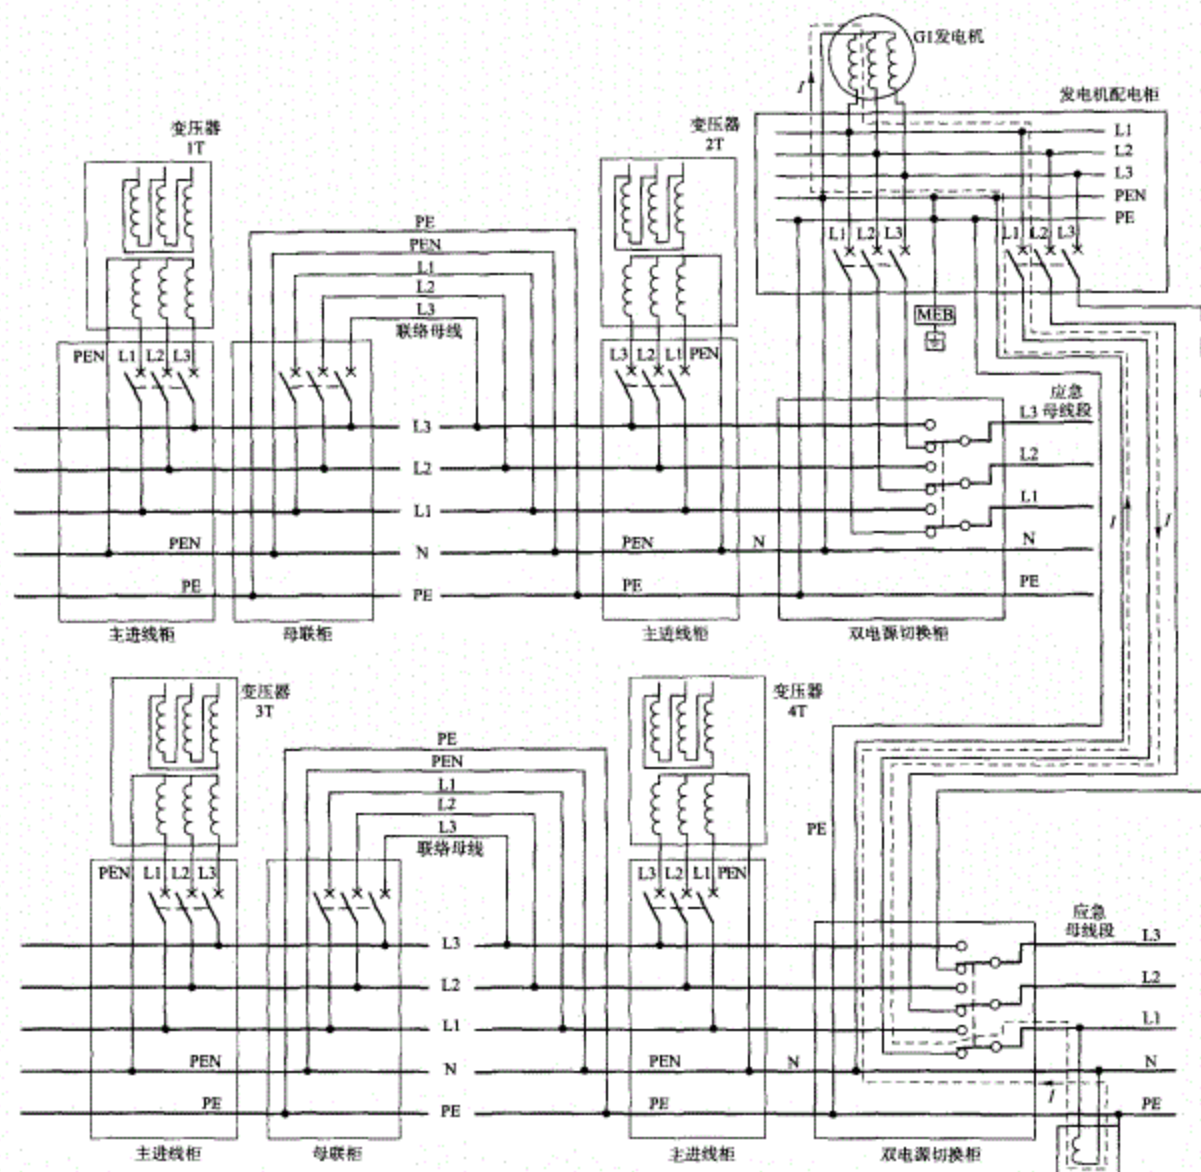 G1发电机
I
发电机配电柜
变压器
1T
变压器
2T
L1
L2
L3
PEN
PE
PE
PEN
L1
L2
L3
联络母线
L1 L2 L3
L1 L2 L3
MEB
PEN L1 L2 L3
L3 L2 L1 PEN
应急
母线段
L3
L3
L2
L2
L1
L1
I
I
PEN
N
PEN
N
N
PE
PE
PE
PE
主进线柜
母联柜
主进线柜
双电源切换柜
变压器
3T
变压器
4T
PE
PEN
L1
L2
L3
联络母线
PE
PEN L1 L2 L3
L3 L2 L1 PEN
应急
母线段
L3
L3
L2
L2
L1
L1
PEN
N
PEN
N
N
I
PE
PE
PE
PE
主进线柜
母联柜
主进线柜
双电源切换柜